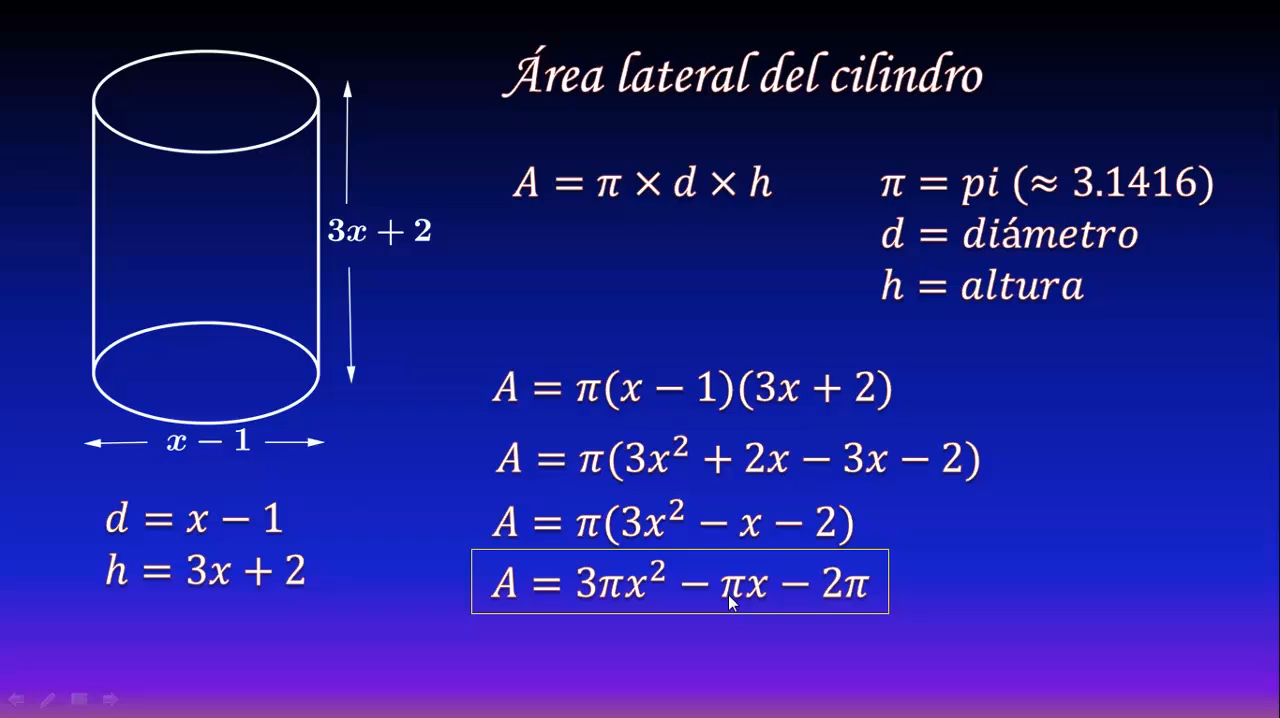 Área lateral del cilindro
A = π × d × h
π = pi (≈ 3.1416)
d = diámetro
h = altura
3x + 2
x − 1
d = x − 1
h = 3x + 2
A = π(x − 1)(3x + 2)
A = π(3x² + 2x − 3x − 2)
A = π(3x² − x − 2)
A = 3πx² − πx − 2π